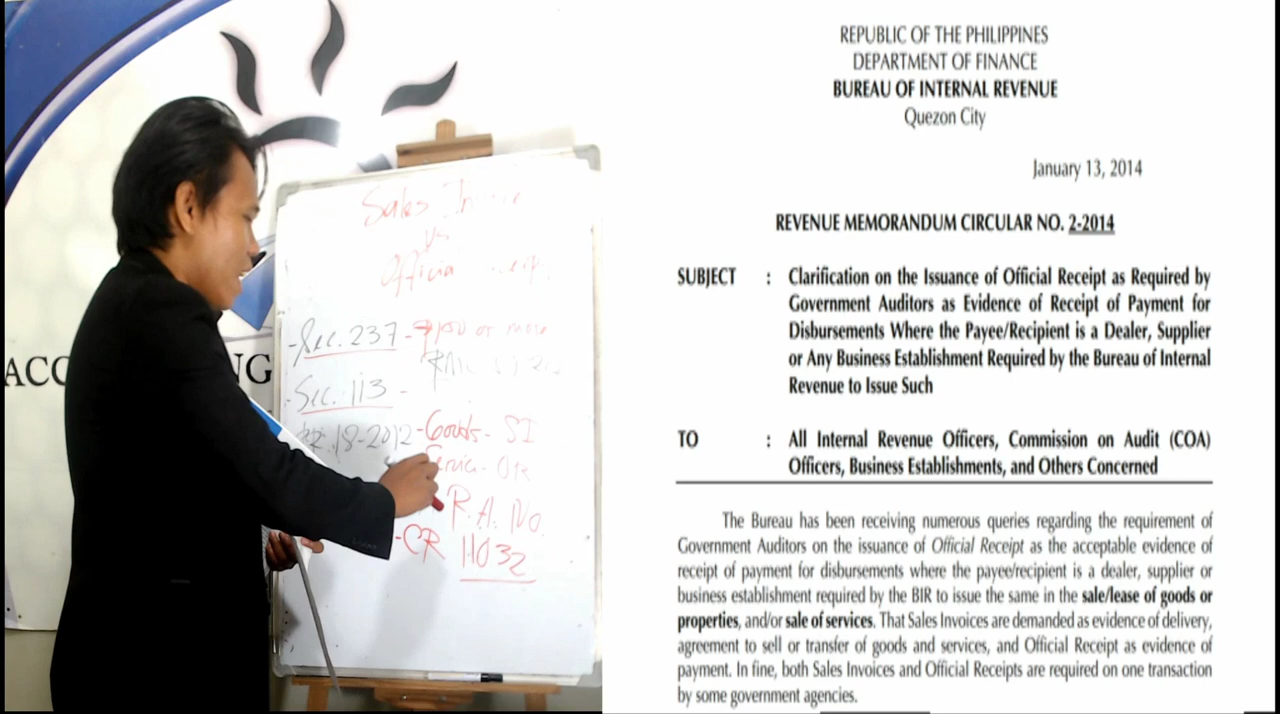 ACC NG
Sales
vs
Sec. 237 - ₱100 or more
Sec. 113 -
18-2012 - Goods - SI
OR
R.A. No.
- CR 11032
REPUBLIC OF THE PHILIPPINES
DEPARTMENT OF FINANCE
BUREAU OF INTERNAL REVENUE
Quezon City
January 13, 2014
REVENUE MEMORANDUM CIRCULAR NO. 2-2014
SUBJECT : Clarification on the Issuance of Official Receipt as Required by
Government Auditors as Evidence of Receipt of Payment for
Disbursements Where the Payee/Recipient is a Dealer, Supplier
or Any Business Establishment Required by the Bureau of Internal
Revenue to Issue Such
TO : All Internal Revenue Officers, Commission on Audit (COA)
Officers, Business Establishments, and Others Concerned
The Bureau has been receiving numerous queries regarding the requirement of
Government Auditors on the issuance of Official Receipt as the acceptable evidence of
receipt of payment for disbursements where the payee/recipient is a dealer, supplier or
business establishment required by the BIR to issue the same in the sale/lease of goods or
properties, and/or sale of services. That Sales Invoices are demanded as evidence of delivery,
agreement to sell or transfer of goods and services, and Official Receipt as evidence of
payment. In fine, both Sales Invoices and Official Receipts are required on one transaction
by some government agencies.